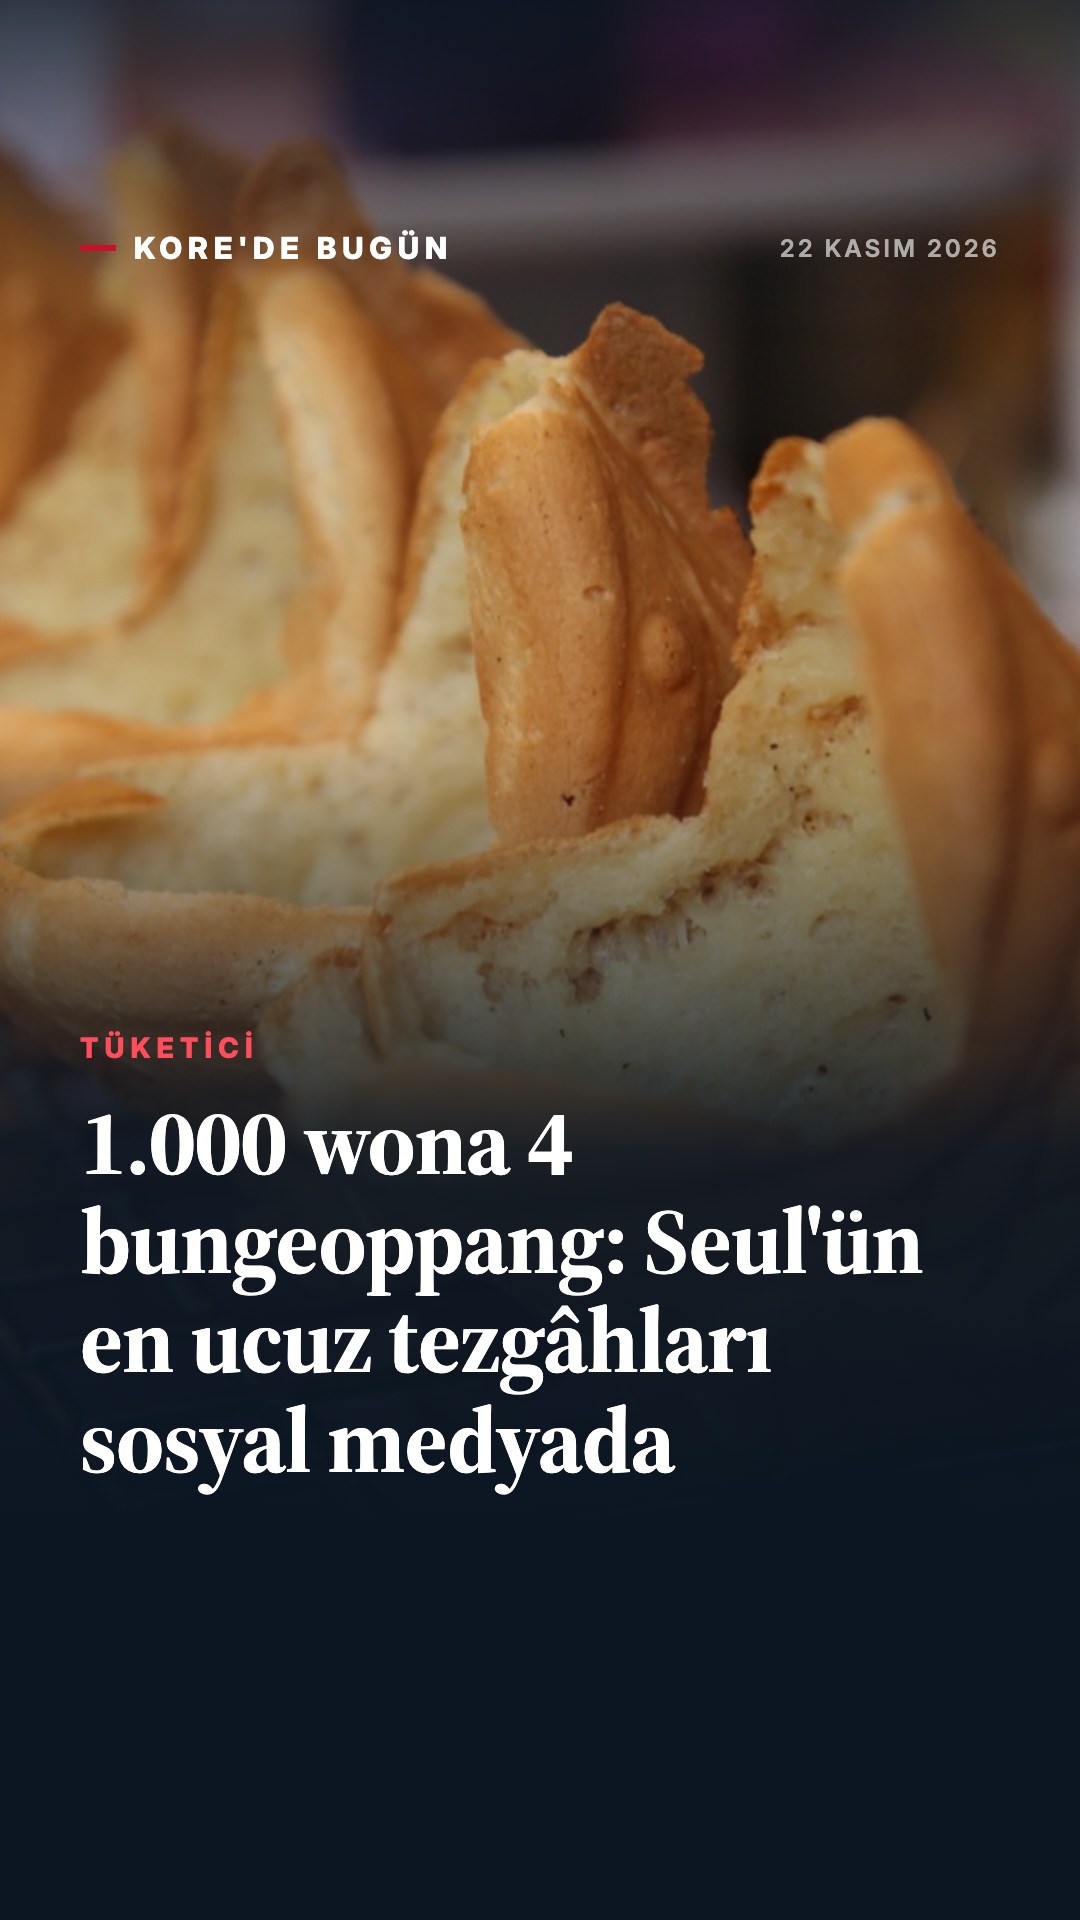 KORE'DE BUGÜN
22 KASIM 2026
TÜKETİCİ
1.000 wona 4
bungeoppang: Seul'ün
en ucuz tezgâhları
sosyal medyada